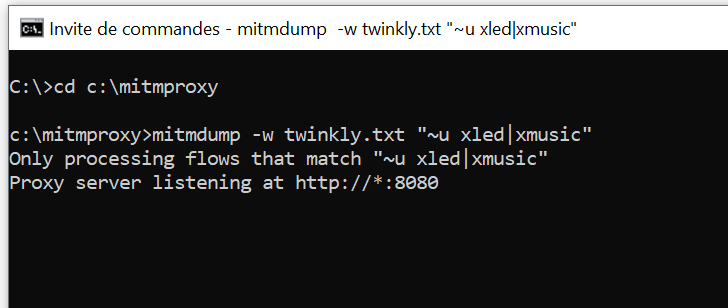 Invite de commandes - mitmdump  -w twinkly.txt "~u xled|xmusic"
C:\>cd c:\mitmproxy
c:\mitmproxy>mitmdump -w twinkly.txt "~u xled|xmusic"
Only processing flows that match "~u xled|xmusic"
Proxy server listening at http://*:8080